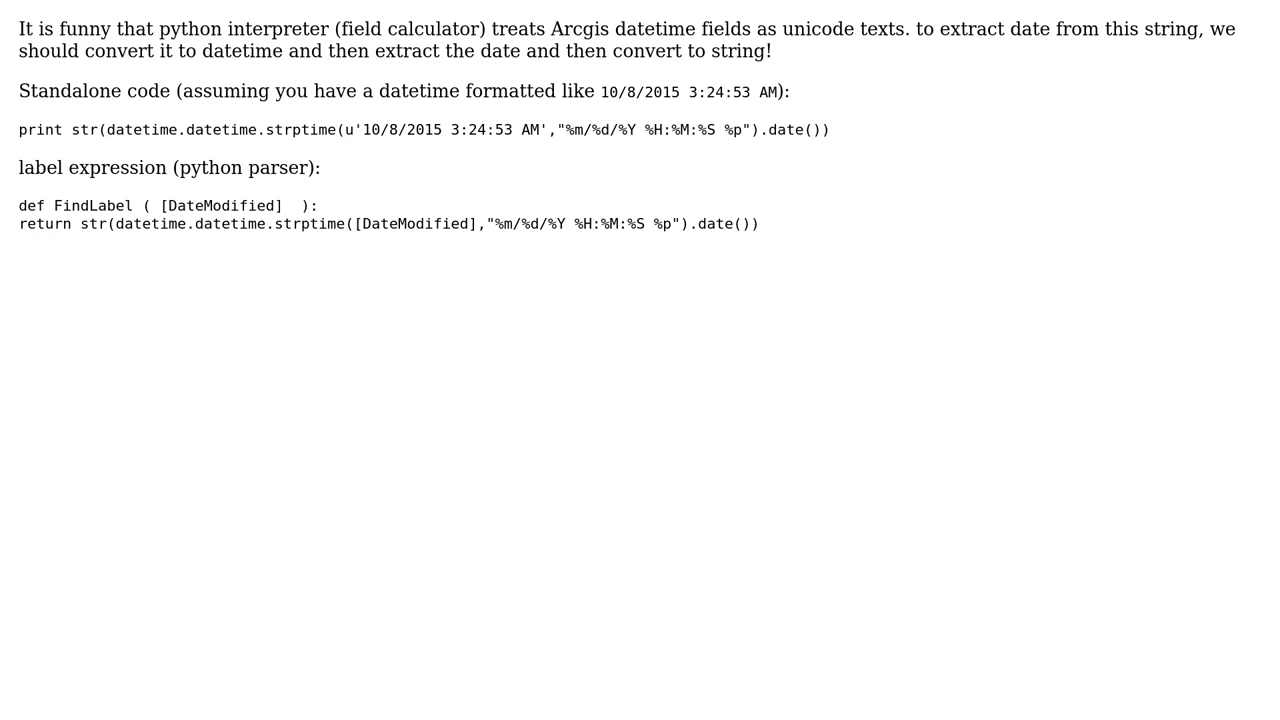 It is funny that python interpreter (field calculator) treats Arcgis datetime fields as unicode texts. to extract date from this string, we
should convert it to datetime and then extract the date and then convert to string!
Standalone code (assuming you have a datetime formatted like 10/8/2015 3:24:53 AM):
print str(datetime.datetime.strptime(u'10/8/2015 3:24:53 AM',"%m/%d/%Y %H:%M:%S %p").date())
label expression (python parser):
def FindLabel ( [DateModified]  ):
return str(datetime.datetime.strptime([DateModified],"%m/%d/%Y %H:%M:%S %p").date())